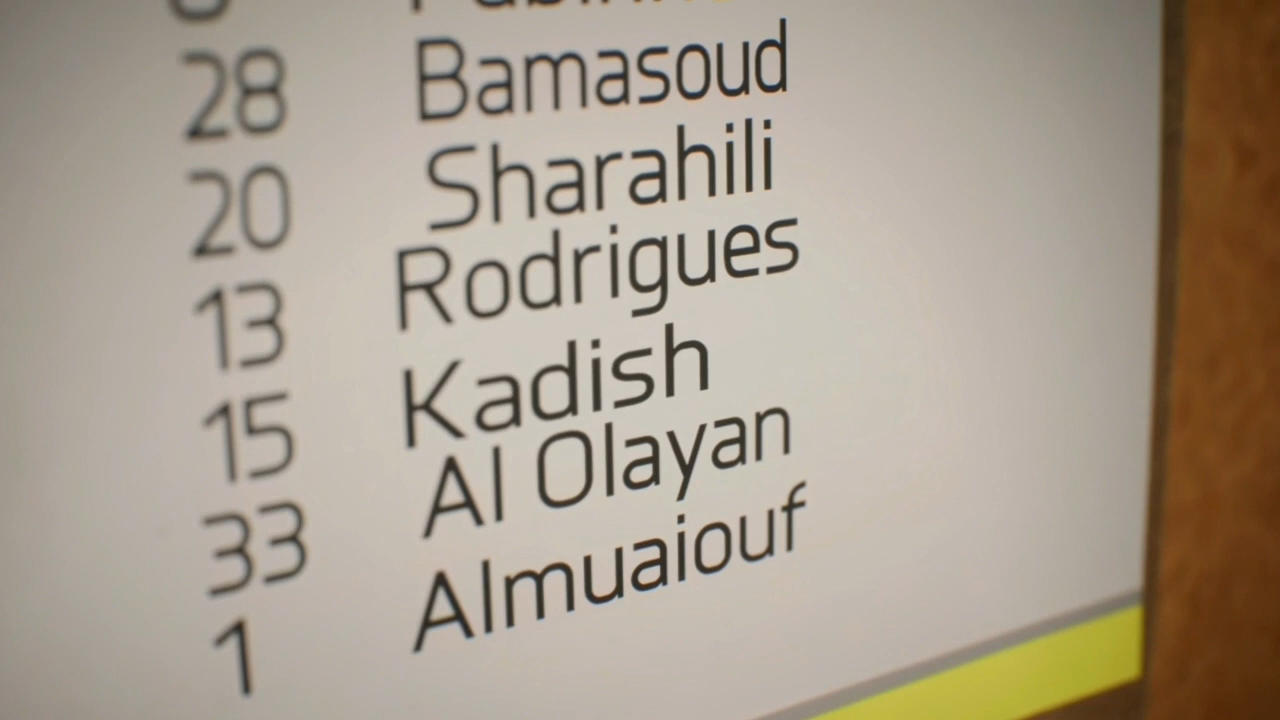 28 Bamasoud
20 Sharahili
13 Rodrigues
15 Kadish
33 Al Olayan
1 Almuaiouf